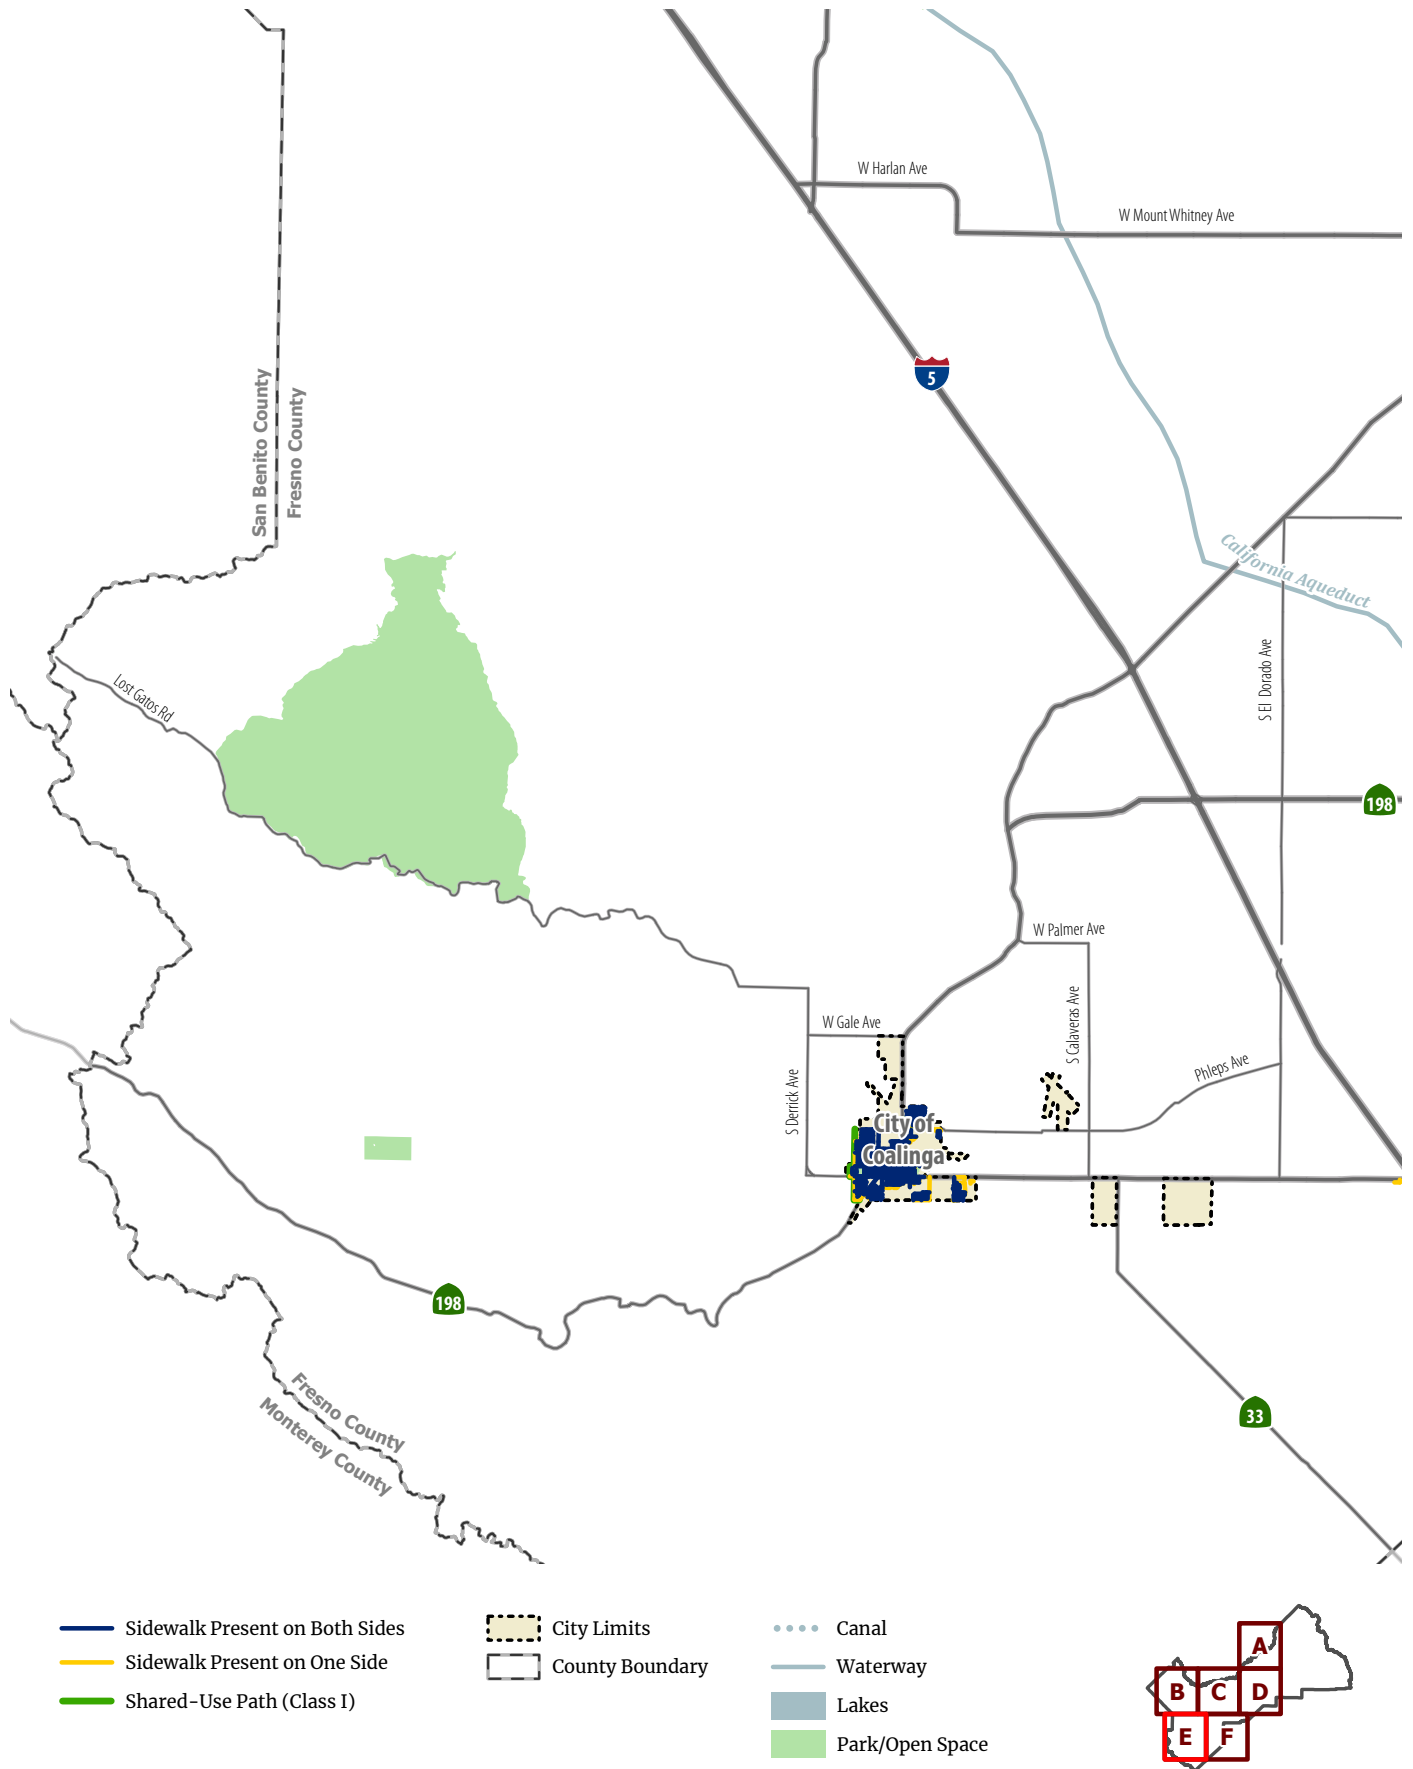 W Harlan Ave
W Mount Whitney Ave
5
San Benito County
Fresno County
California Aqueduct
S El Dorado Ave
Lost Gatos Rd
198
W Palmer Ave
S Calaveras Ave
W Gale Ave
Phleps Ave
S Derrick Ave
City of
Coalinga
198
Fresno County
Monterey County
33
Sidewalk Present on Both Sides
Sidewalk Present on One Side
Shared-Use Path (Class I)
City Limits
County Boundary
Canal
Waterway
Lakes
Park/Open Space
A
B
C
D
E
F